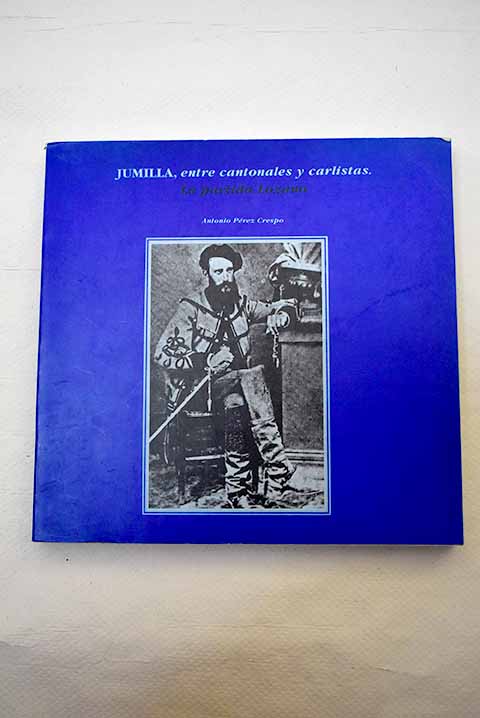 JUMILLA, entre cantonales y carlistas.
La partida Lozano
Antonio Pérez Crespo